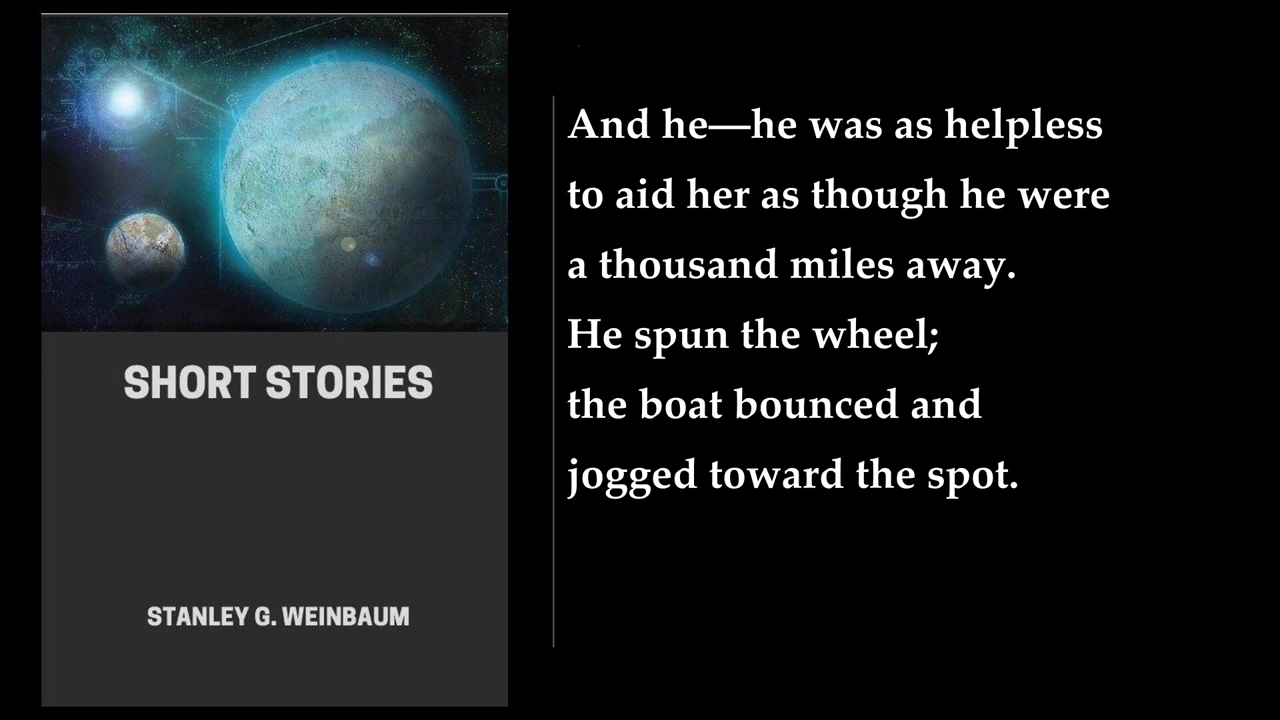 SHORT STORIES
STANLEY G. WEINBAUM
And he—he was as helpless
to aid her as though he were
a thousand miles away.
He spun the wheel;
the boat bounced and
jogged toward the spot.